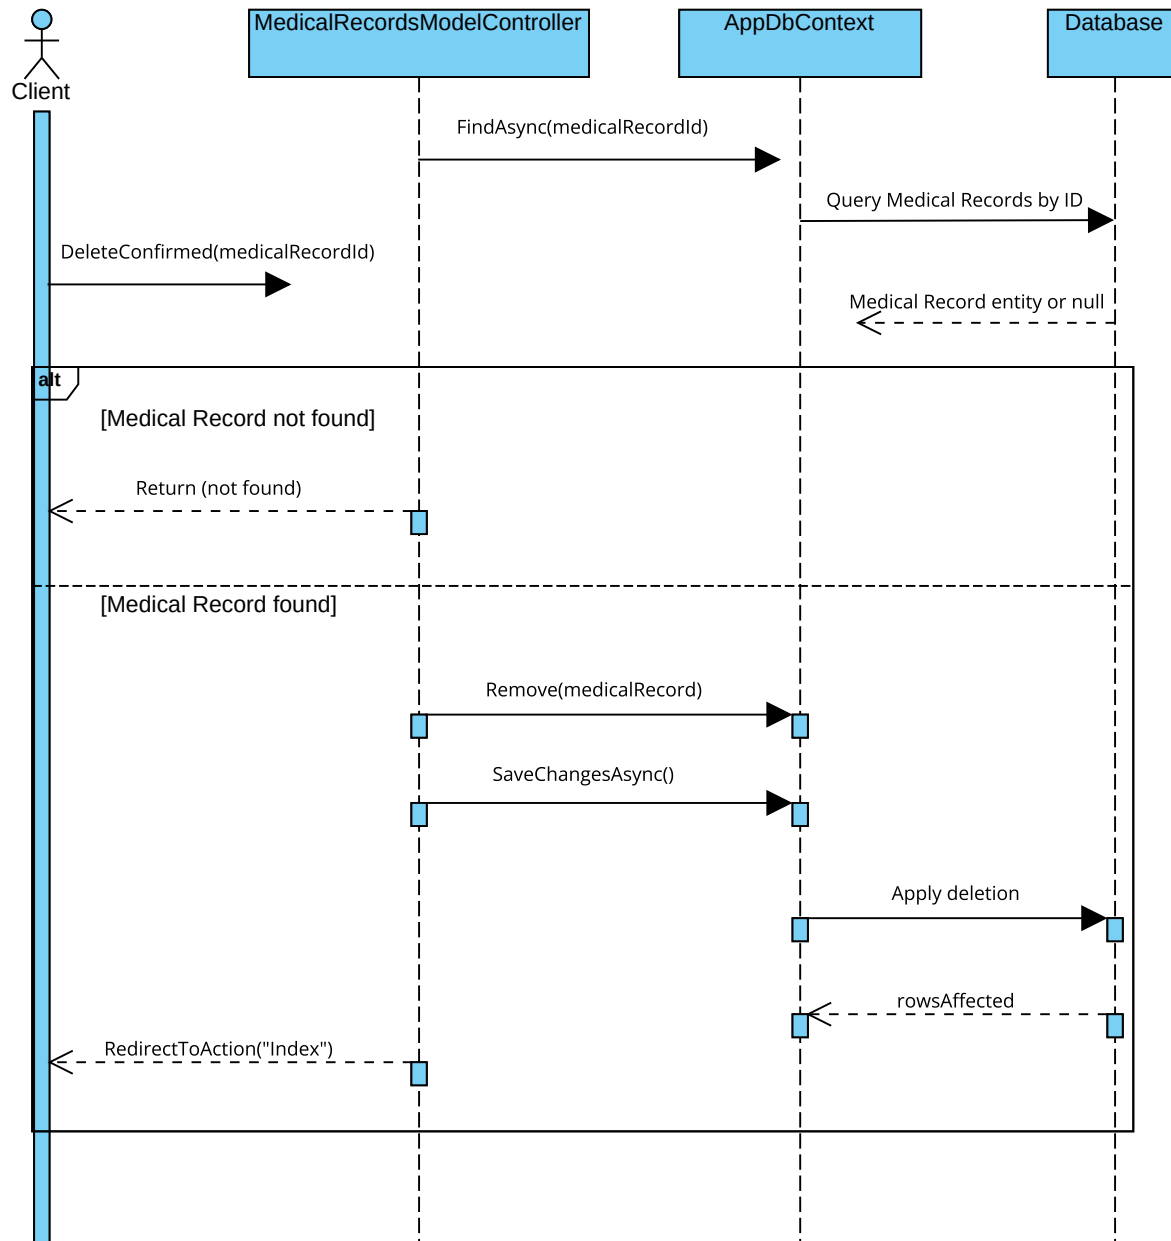 MedicalRecordsModelController
AppDbContext
Database
Client
FindAsync(medicalRecordId)
Query Medical Records by ID
DeleteConfirmed(medicalRecordId)
Medical Record entity or null
alt
[Medical Record not found]
Return (not found)
[Medical Record found]
Remove(medicalRecord)
SaveChangesAsync()
Apply deletion
rowsAffected
RedirectToAction("Index")